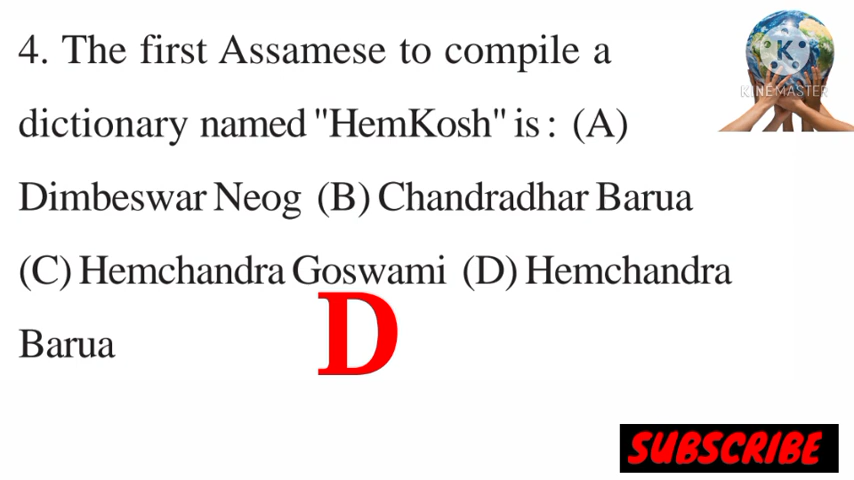 4. The first Assamese to compile a
dictionary named "HemKosh" is : (A)
Dimbeswar Neog (B) Chandradhar Barua
(C) Hemchandra Goswami (D) Hemchandra
Barua
D
K
KINEMASTER
SUBSCRIBE